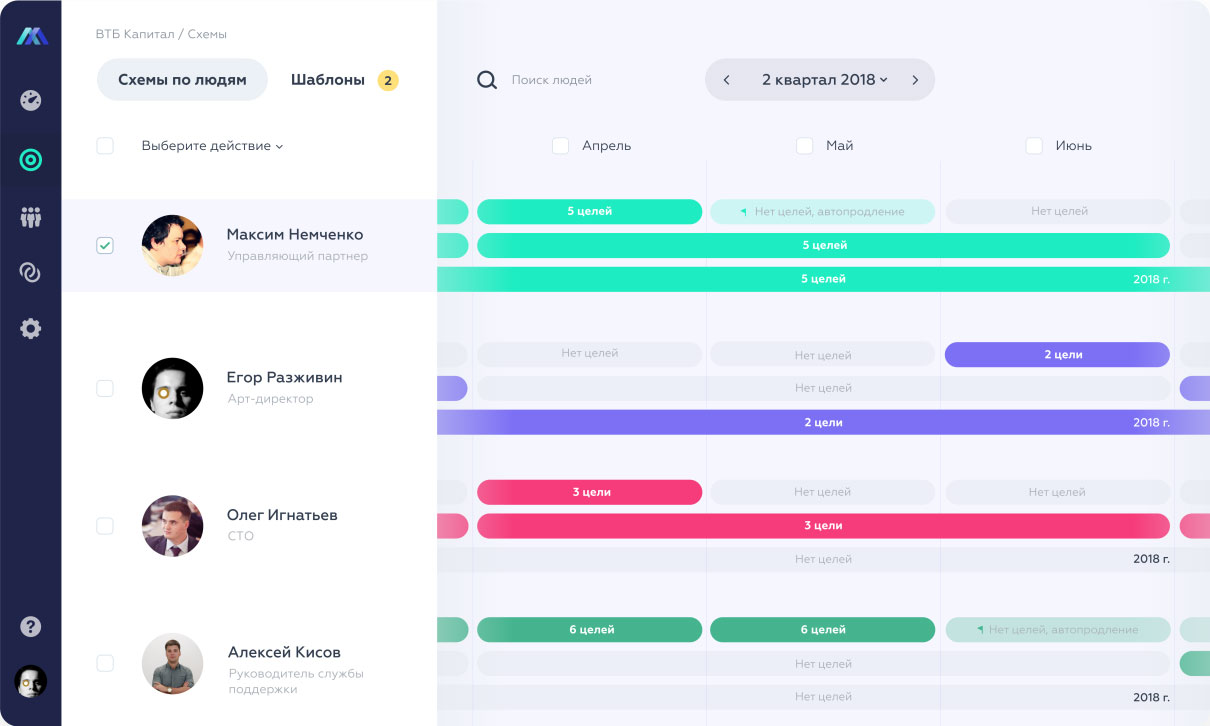 ВТБ Капитал / Схемы
Схемы по людям
Шаблоны 2
Поиск людей
2 квартал 2018
Выберите действие
Апрель
Май
Июнь
Максим Немченко
Управляющий партнер
5 целей
Нет целей, автопродление
Нет целей
5 целей
5 целей
2018 г.
Егор Разживин
Арт-директор
Нет целей
Нет целей
2 цели
Нет целей
2 цели
2018 г.
Олег Игнатьев
СТО
3 цели
Нет целей
Нет целей
3 цели
Нет целей
2018 г.
Алексей Кисов
Руководитель службы
поддержки
6 целей
6 целей
Нет целей, автопродление
Нет целей
Нет целей
2018 г.
?